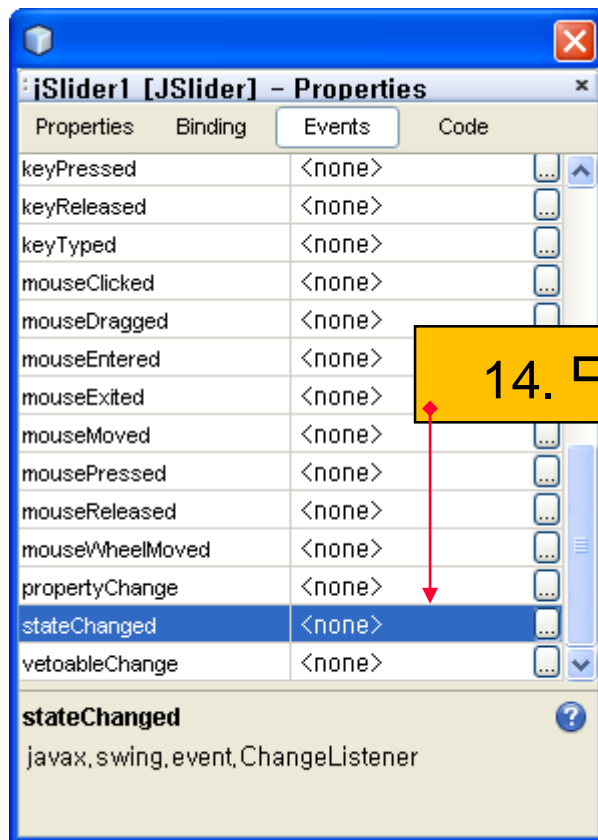 jSlider1 [JSlider] - Properties
Properties Binding Events Code
keyPressed <none> ...
keyReleased <none> ...
keyTyped <none> ...
mouseClicked <none> ...
mouseDragged <none> ...
mouseEntered <none>
mouseExited <none>
mouseMoved <none> ...
mousePressed <none> ...
mouseReleased <none> ...
mouseWheelMoved <none> ...
propertyChange <none> ...
stateChanged <none> ...
vetoableChange <none> ...
14.
stateChanged
javax,swing,event,ChangeListener